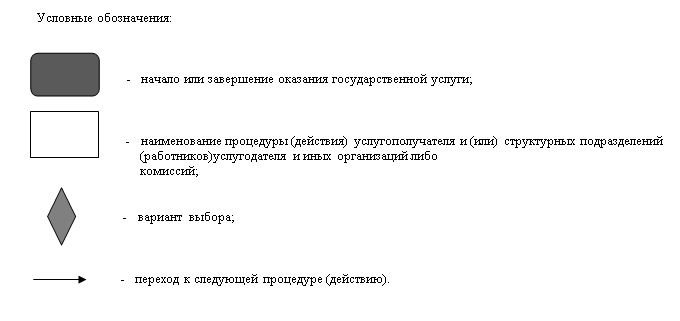 Условные обозначения:
- начало или завершение оказания государственной услуги;
- наименование процедуры (действия) услугополучателя и (или) структурных подразделений
(работников)услугодателя и иных организаций либо
комиссий;
- вариант выбора;
- переход к следующей процедуре (действию).